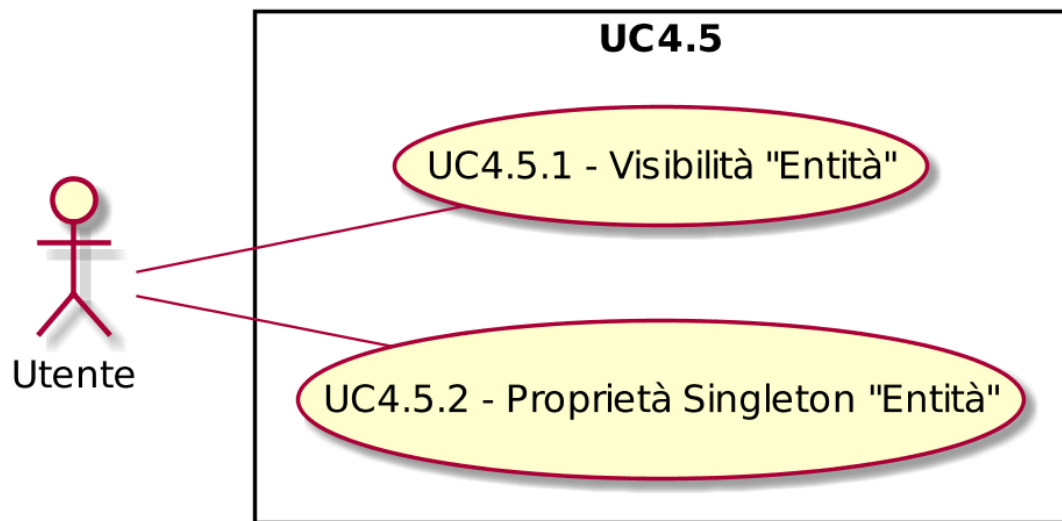 UC4.5
UC4.5.1 - Visibilità "Entità"
Utente
UC4.5.2 - Proprietà Singleton "Entità"